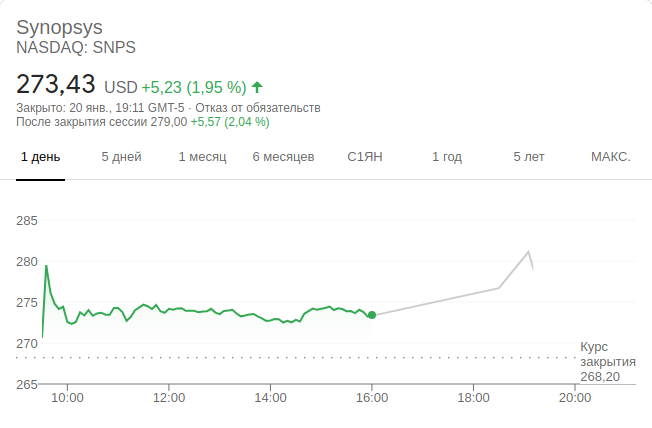 Synopsys
NASDAQ: SNPS
273,43 USD +5,23 (1,95 %)
Закрыто: 20 янв., 19:11 GMT-5 · Отказ от обязательств
После закрытия сессии 279,00 +5,57 (2,04 %)
1 день 5 дней 1 месяц 6 месяцев С1ЯН 1 год 5 лет МАКС.
285
280
275
270
Курс
закрытия
268,20
265
10:00 12:00 14:00 16:00 18:00 20:00